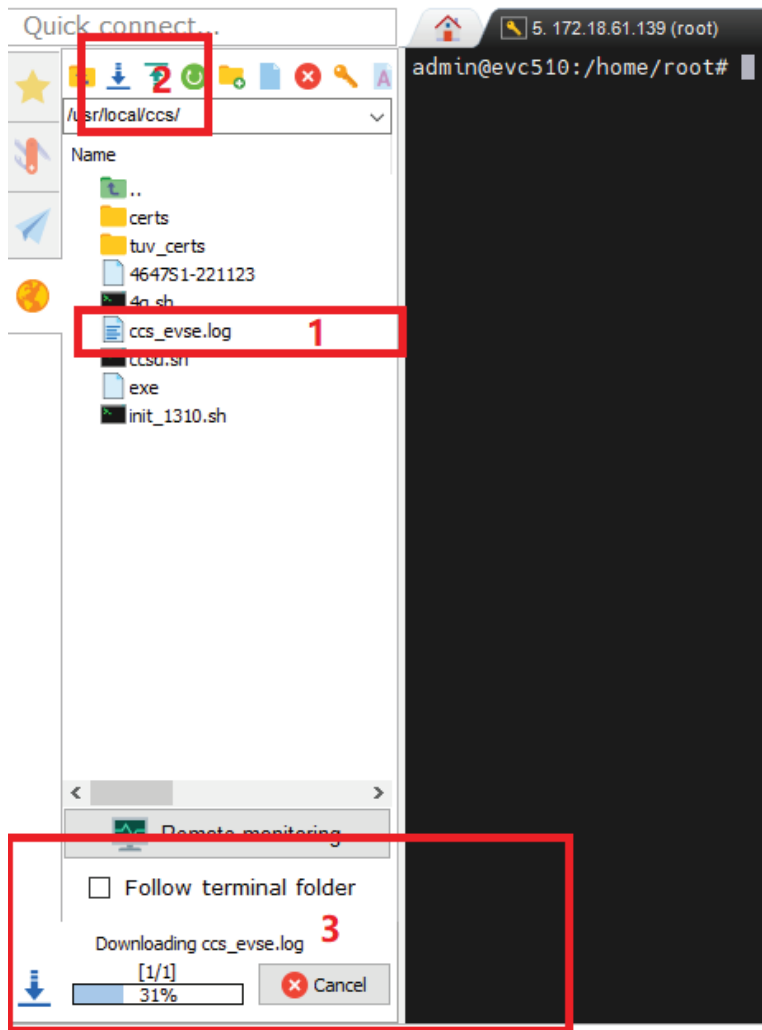 Quick connect...
5. 172.18.61.139 (root)
2
/usr/local/ccs/
admin@evc510:/home/root#
Name
..
certs
tuv_certs
4647S1-221123
4g.sh
ccs_evse.log
1
ccsd.sh
exe
init_1310.sh
Remote monitoring
Follow terminal folder
3
Downloading ccs_evse.log
[1/1]
31%
Cancel